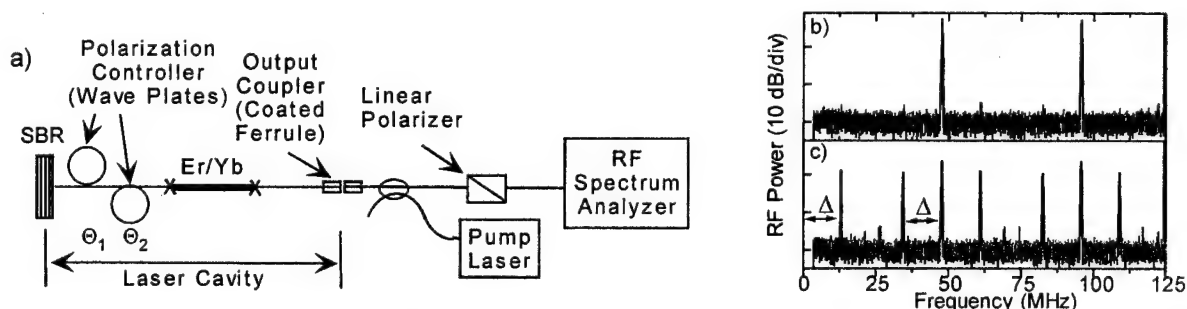 a)
Polarization
Controller
(Wave Plates)
Output
Coupler
(Coated
Ferrule)
Linear
Polarizer
SBR
Er/Yb
RF
Spectrum
Analyzer
Θ₁ Θ₂
Pump
Laser
Laser Cavity
RF Power (10 dB/div)
b)
c)
Δ
Δ
0 25 50 75 100 125
Frequency (MHz)